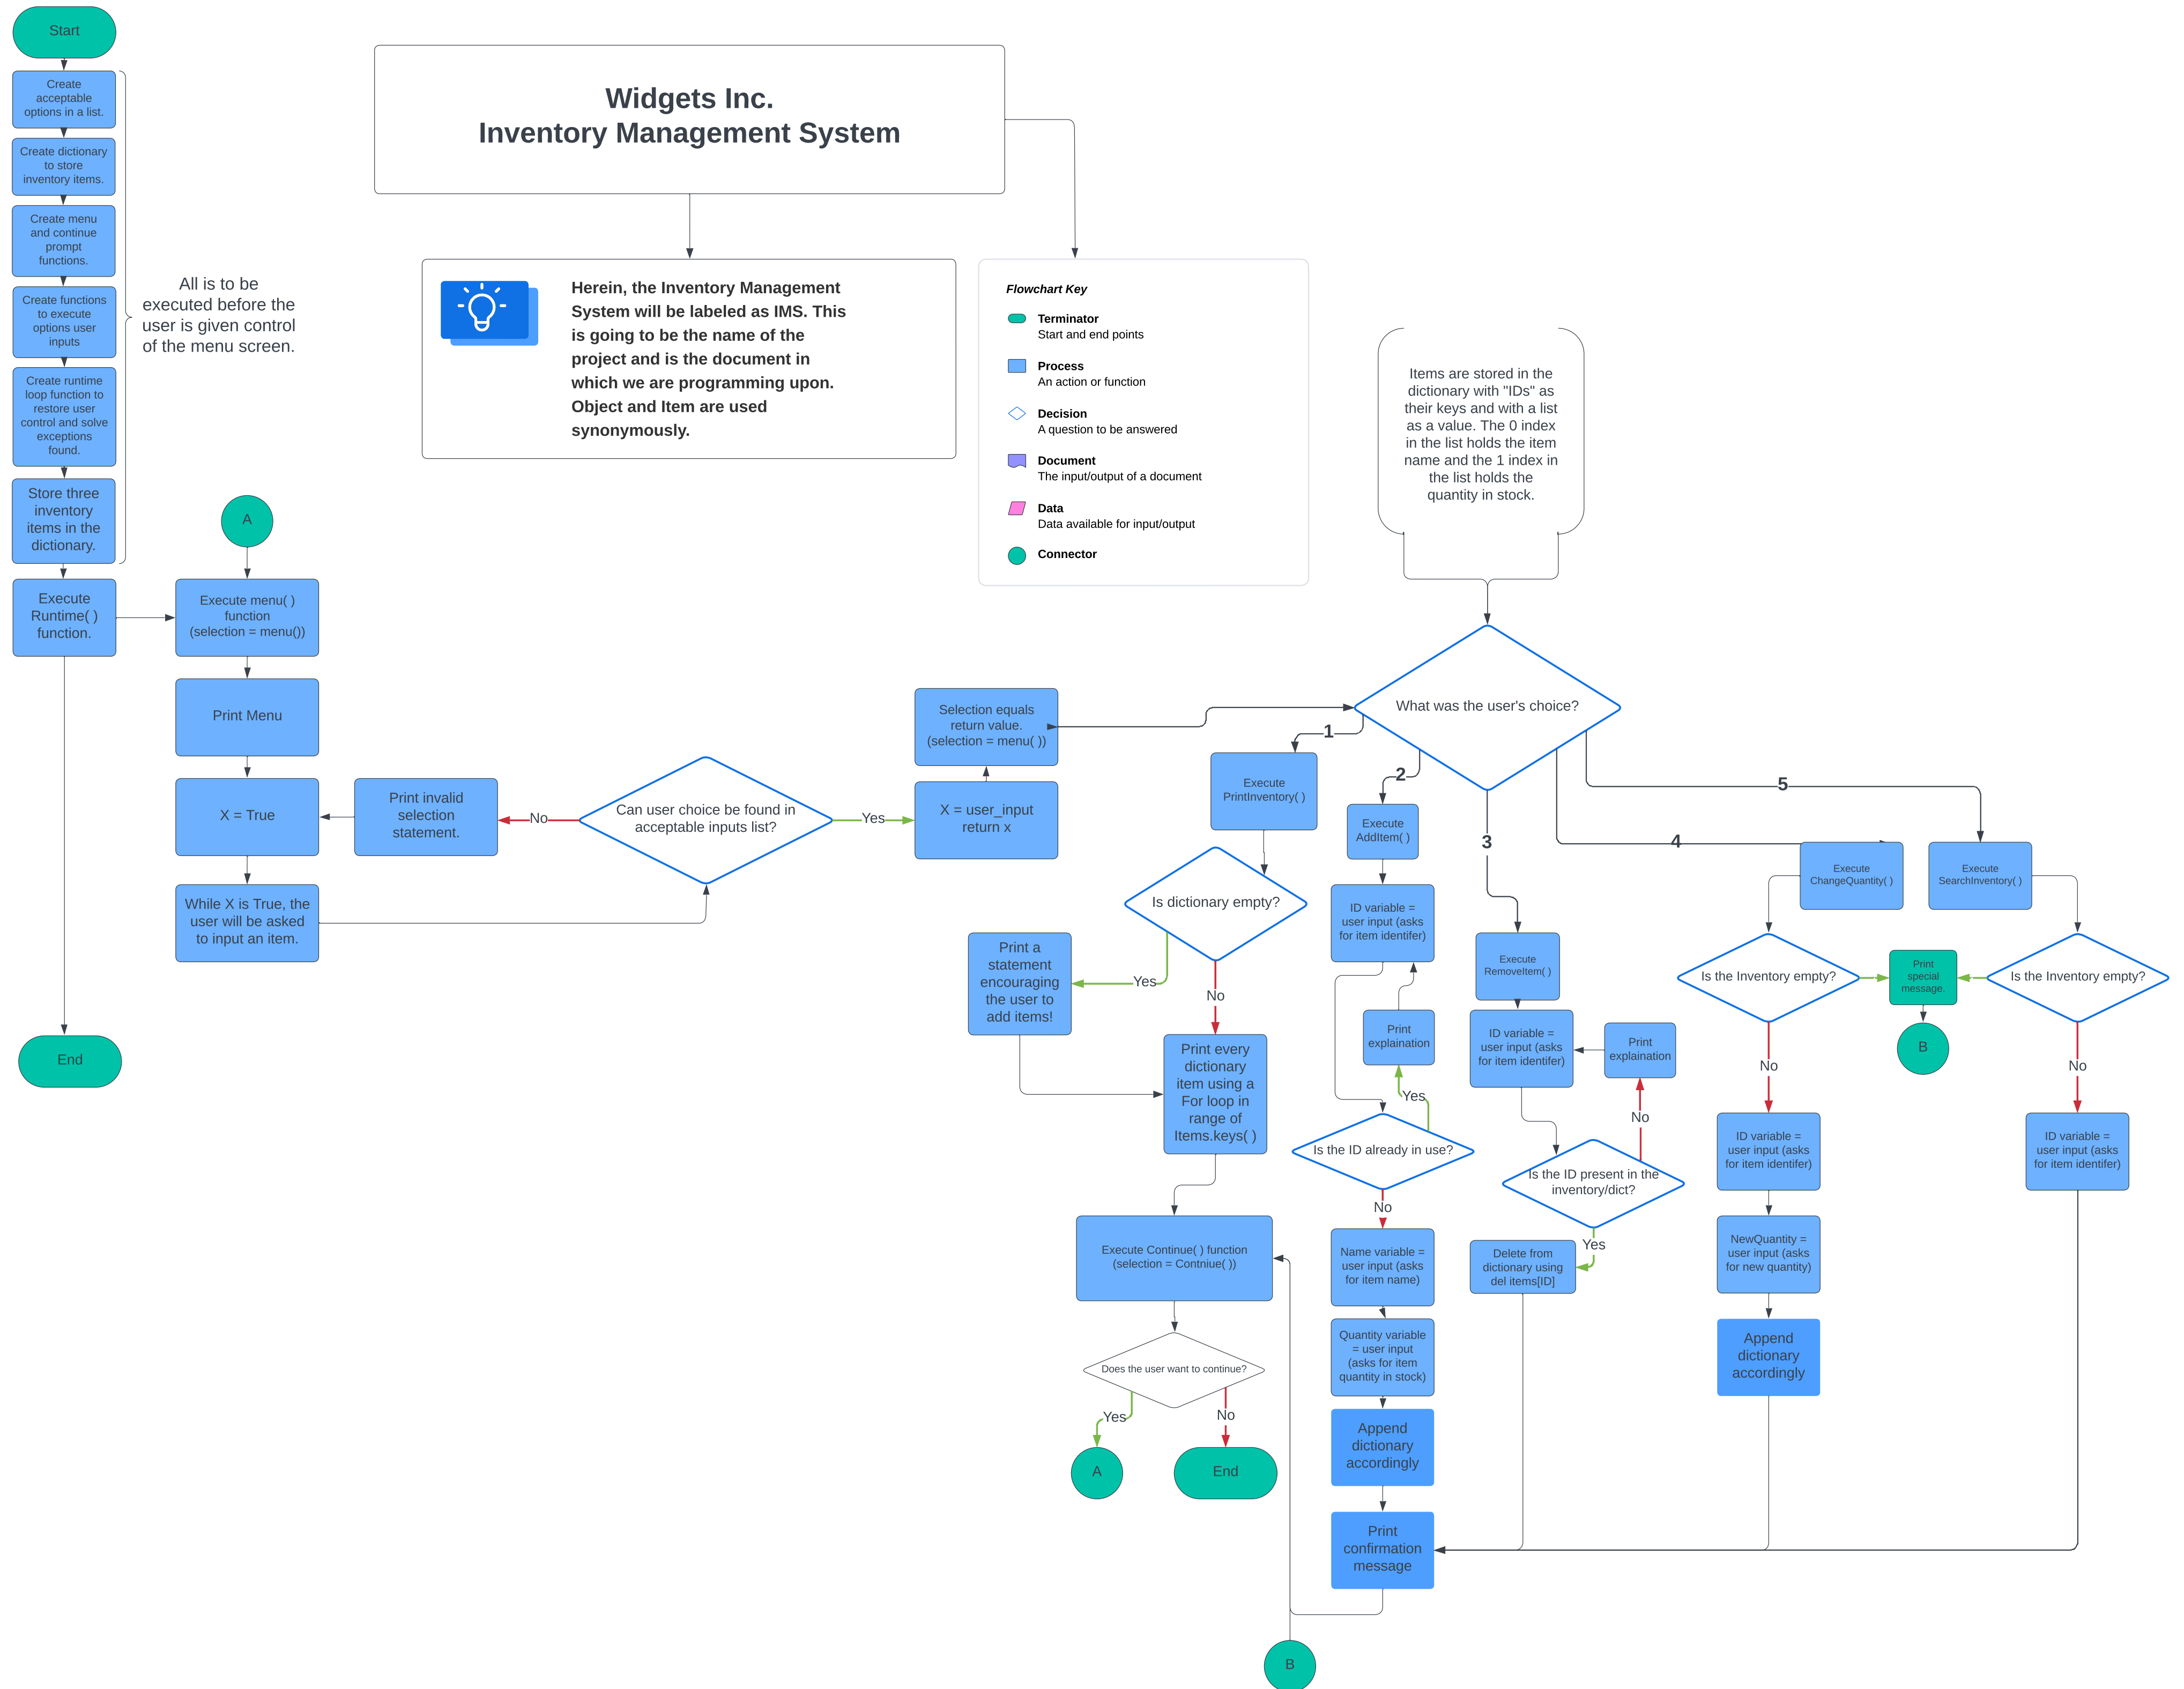 Start
Create
acceptable
options in a list.
Create dictionary
to store
inventory items.
Create menu
and continue
prompt
functions.
Create functions
to execute
options user
inputs
Create runtime
loop function to
restore user
control and solve
exceptions
found.
Store three
inventory
items in the
dictionary.
Execute
Runtime( )
function.
End
All is to be
executed before the
user is given control
of the menu screen.
Widgets Inc.
Inventory Management System
Herein, the Inventory Management
System will be labeled as IMS. This
is going to be the name of the
project and is the document in
which we are programming upon.
Object and Item are used
synonymously.
Flowchart Key
Terminator
Start and end points
Process
An action or function
Decision
A question to be answered
Document
The input/output of a document
Data
Data available for input/output
Connector
Items are stored in the
dictionary with "IDs" as
their keys and with a list
as a value. The 0 index
in the list holds the item
name and the 1 index in
the list holds the
quantity in stock.
A
Execute menu( )
function
(selection = menu())
Print Menu
X = True
While X is True, the
user will be asked
to input an item.
Print invalid
selection
statement.
No
Can user choice be found in
acceptable inputs list?
Yes
X = user_input
return x
Selection equals
return value.
(selection = menu( ))
What was the user's choice?
1
2
3
4
5
Execute
PrintInventory( )
Is dictionary empty?
Yes
No
Print a
statement
encouraging
the user to
add items!
Print every
dictionary
item using a
For loop in
range of
Items.keys( )
Execute Continue( ) function
(selection = Contniue( ))
Does the user want to continue?
Yes
No
A
End
Execute
AddItem( )
ID variable =
user input (asks
for item identifer)
Print
explaination
Yes
Is the ID already in use?
No
Name variable =
user input (asks
for item name)
Quantity variable
= user input
(asks for item
quantity in stock)
Append
dictionary
accordingly
Print
confirmation
message
B
Execute
RemoveItem( )
ID variable =
user input (asks
for item identifer)
Print
explaination
No
Is the ID present in the
inventory/dict?
Yes
Delete from
dictionary using
del items[ID]
Execute
ChangeQuantity( )
Is the Inventory empty?
No
ID variable =
user input (asks
for item identifer)
NewQuantity =
user input (asks
for new quantity)
Append
dictionary
accordingly
Print
special
message.
B
Execute
SearchInventory( )
Is the Inventory empty?
No
ID variable =
user input (asks
for item identifer)